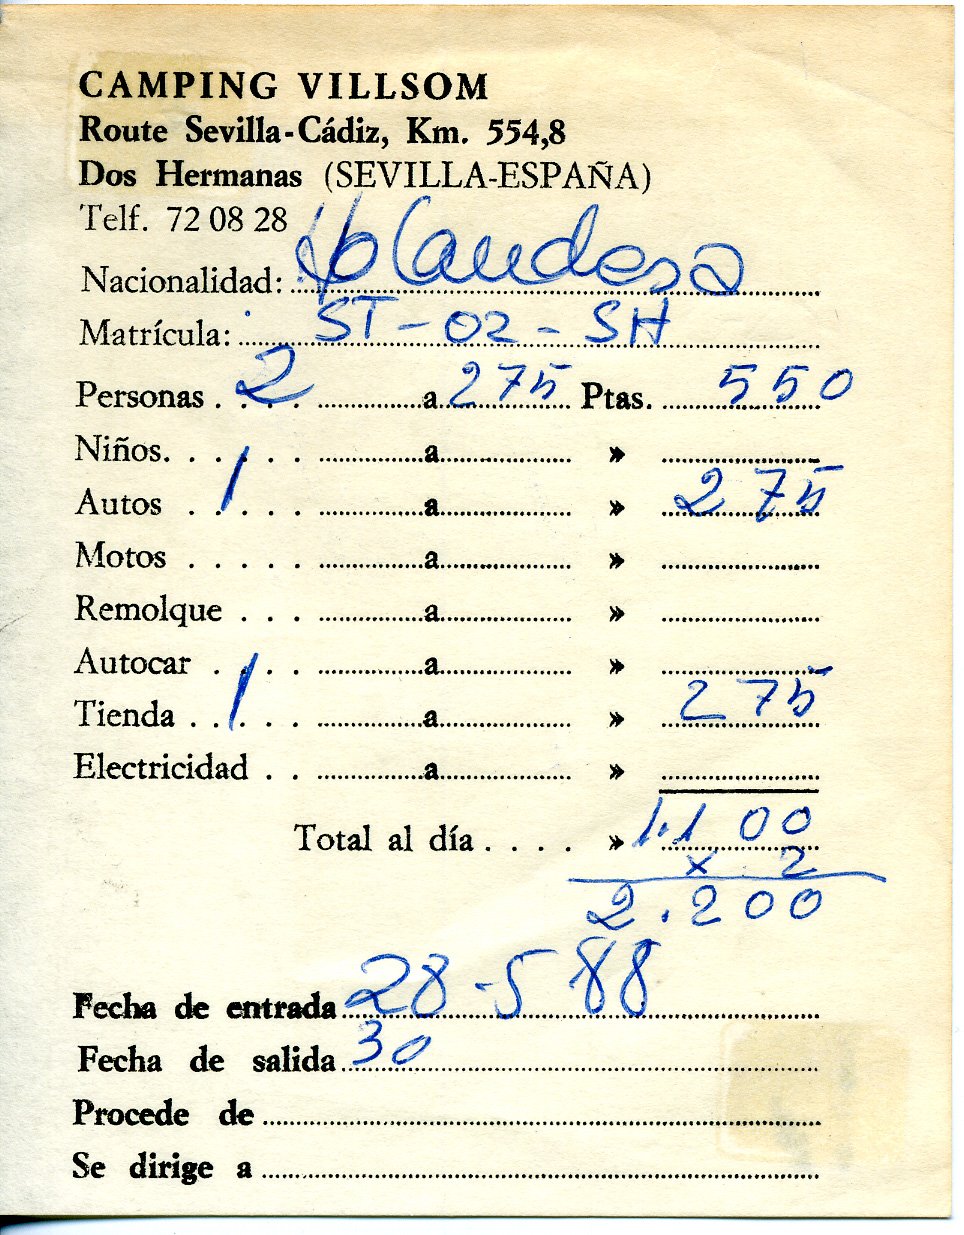 CAMPING VILLSOM
Route Sevilla-Cádiz, Km. 554,8
Dos Hermanas (SEVILLA-ESPAÑA)
Telf. 72 08 28
Nacionalidad: Holandesa
Matrícula: ST-02-SH
Personas . 2 a 275 Ptas. 550
Niños. . . . . . a »
Autos . 1 . . . a » 275
Motos . . . . . a »
Remolque . . . a »
Autocar . . . . a »
Tienda . 1 . . . a » 275
Electricidad . . a »
Total al día . . . . » 1.100
x 2
2.200
Fecha de entrada 28-5 88
Fecha de salida 30
Procede de
Se dirige a